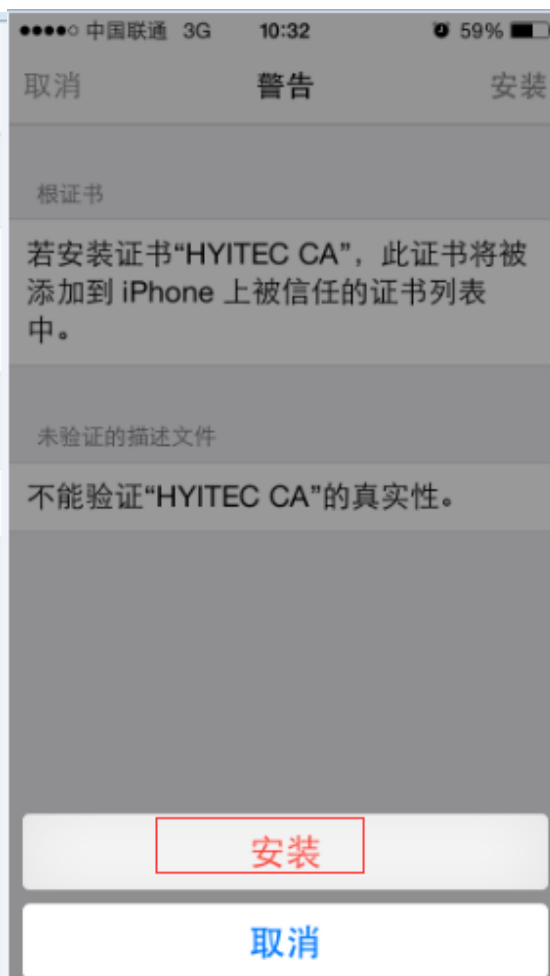 中国联通 3G 10:32 59%
取消 警告 安装
根证书
若安装证书“HYITEC CA”，此证书将被
添加到 iPhone 上被信任的证书列表
中。
未验证的描述文件
不能验证“HYITEC CA”的真实性。
安装
取消